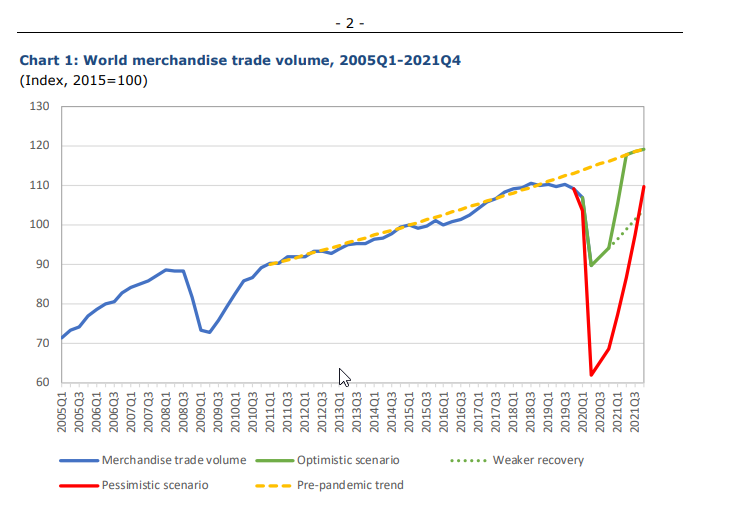 - 2 -
Chart 1: World merchandise trade volume, 2005Q1-2021Q4
(Index, 2015=100)
130
120
110
100
90
80
70
60
2005Q1 2005Q3 2006Q1 2006Q3 2007Q1 2007Q3 2008Q1 2008Q3 2009Q1 2009Q3 2010Q1 2010Q3 2011Q1 2011Q3 2012Q1 2012Q3 2013Q1 2013Q3 2014Q1 2014Q3 2015Q1 2015Q3 2016Q1 2016Q3 2017Q1 2017Q3 2018Q1 2018Q3 2019Q1 2019Q3 2020Q1 2020Q3 2021Q1 2021Q3
Merchandise trade volume Optimistic scenario Weaker recovery
Pessimistic scenario Pre-pandemic trend